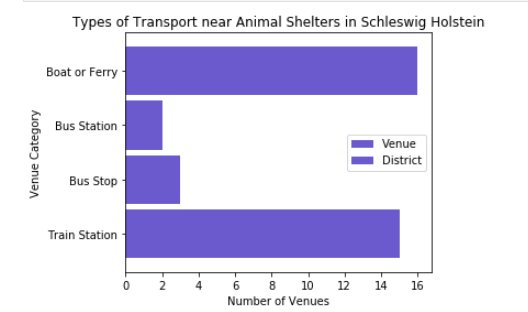 Types of Transport near Animal Shelters in Schleswig Holstein
Boat or Ferry
Bus Station
Bus Stop
Train Station
Venue Category
Venue
District
0 2 4 6 8 10 12 14 16
Number of Venues